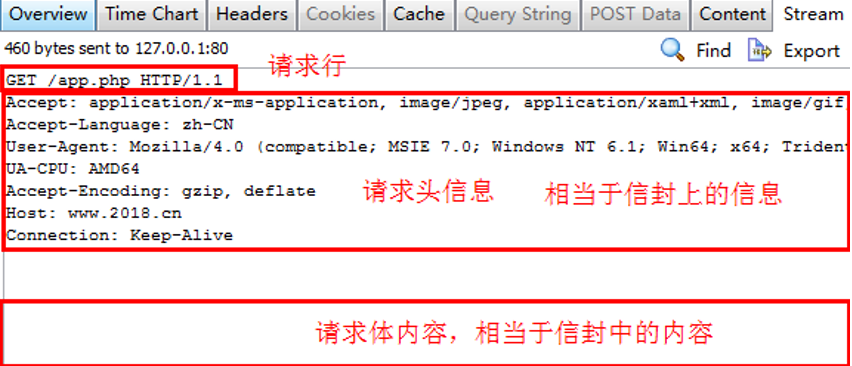 Overview Time Chart Headers Cookies Cache Query String POST Data Content Stream
460 bytes sent to 127.0.0.1:80 Find Export
GET /app.php HTTP/1.1 请求行
Accept: application/x-ms-application, image/jpeg, application/xaml+xml, image/gif,
Accept-Language: zh-CN
User-Agent: Mozilla/4.0 (compatible; MSIE 7.0; Windows NT 6.1; Win64; x64; Trident
UA-CPU: AMD64
Accept-Encoding: gzip, deflate 请求头信息 相当于信封上的信息
Host: www.2018.cn
Connection: Keep-Alive
请求体内容，相当于信封中的内容